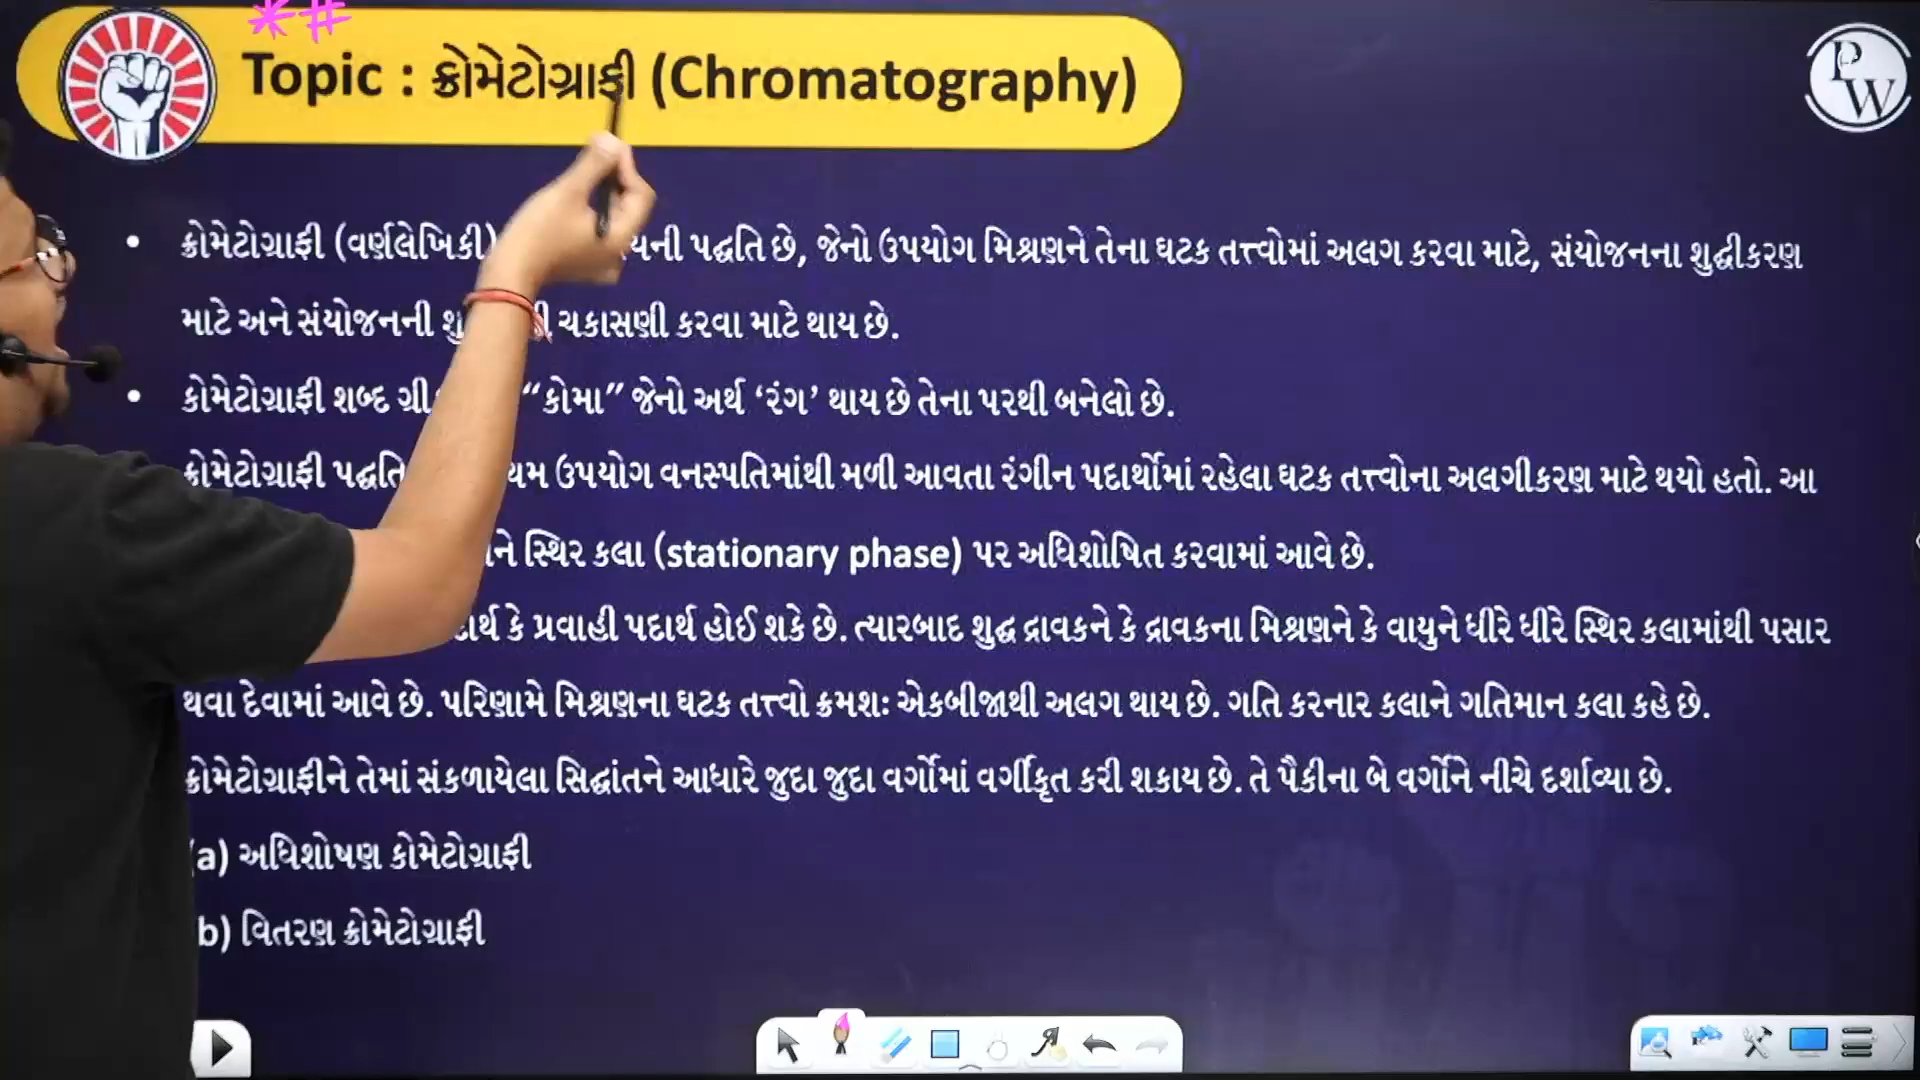 *#
Topic : ક્રોમેટોગ્રાફી (Chromatography)
PW
• ક્રોમેટોગ્રાફી (વર્ણલેખિકી) પદ્ધતિ છે, જેનો ઉપયોગ મિશ્રણને તેના ઘટક તત્ત્વોમાં અલગ કરવા માટે, સંયોજનના શુદ્ધીકરણ
માટે અને સંયોજનની ચકાસણી કરવા માટે થાય છે.
• કોમેટોગ્રાફી શબ્દ “કોમા” જેનો અર્થ ‘રંગ’ થાય છે તેના પરથી બનેલો છે.
ક્રોમેટોગ્રાફી પદ્ધતિ ઉપયોગ વનસ્પતિમાંથી મળી આવતા રંગીન પદાર્થોમાં રહેલા ઘટક તત્ત્વોના અલગીકરણ માટે થયો હતો. આ
સ્થિર કલા (stationary phase) પર અધિશોષિત કરવામાં આવે છે.
કે પ્રવાહી પદાર્થ હોઈ શકે છે. ત્યારબાદ શુદ્ધ દ્રાવકને કે દ્રાવકના મિશ્રણને કે વાયુને ધીરે ધીરે સ્થિર કલામાંથી પસાર
થવા દેવામાં આવે છે. પરિણામે મિશ્રણના ઘટક તત્ત્વો ક્રમશઃ એકબીજાથી અલગ થાય છે. ગતિ કરનાર કલાને ગતિમાન કલા કહે છે.
ક્રોમેટોગ્રાફીને તેમાં સંકળાયેલા સિદ્ધાંતને આધારે જુદા જુદા વર્ગોમાં વર્ગીકૃત કરી શકાય છે. તે પૈકીના બે વર્ગોને નીચે દર્શાવ્યા છે.
(a) અધિશોષણ કોમેટોગ્રાફી
b) વિતરણ ક્રોમેટોગ્રાફી